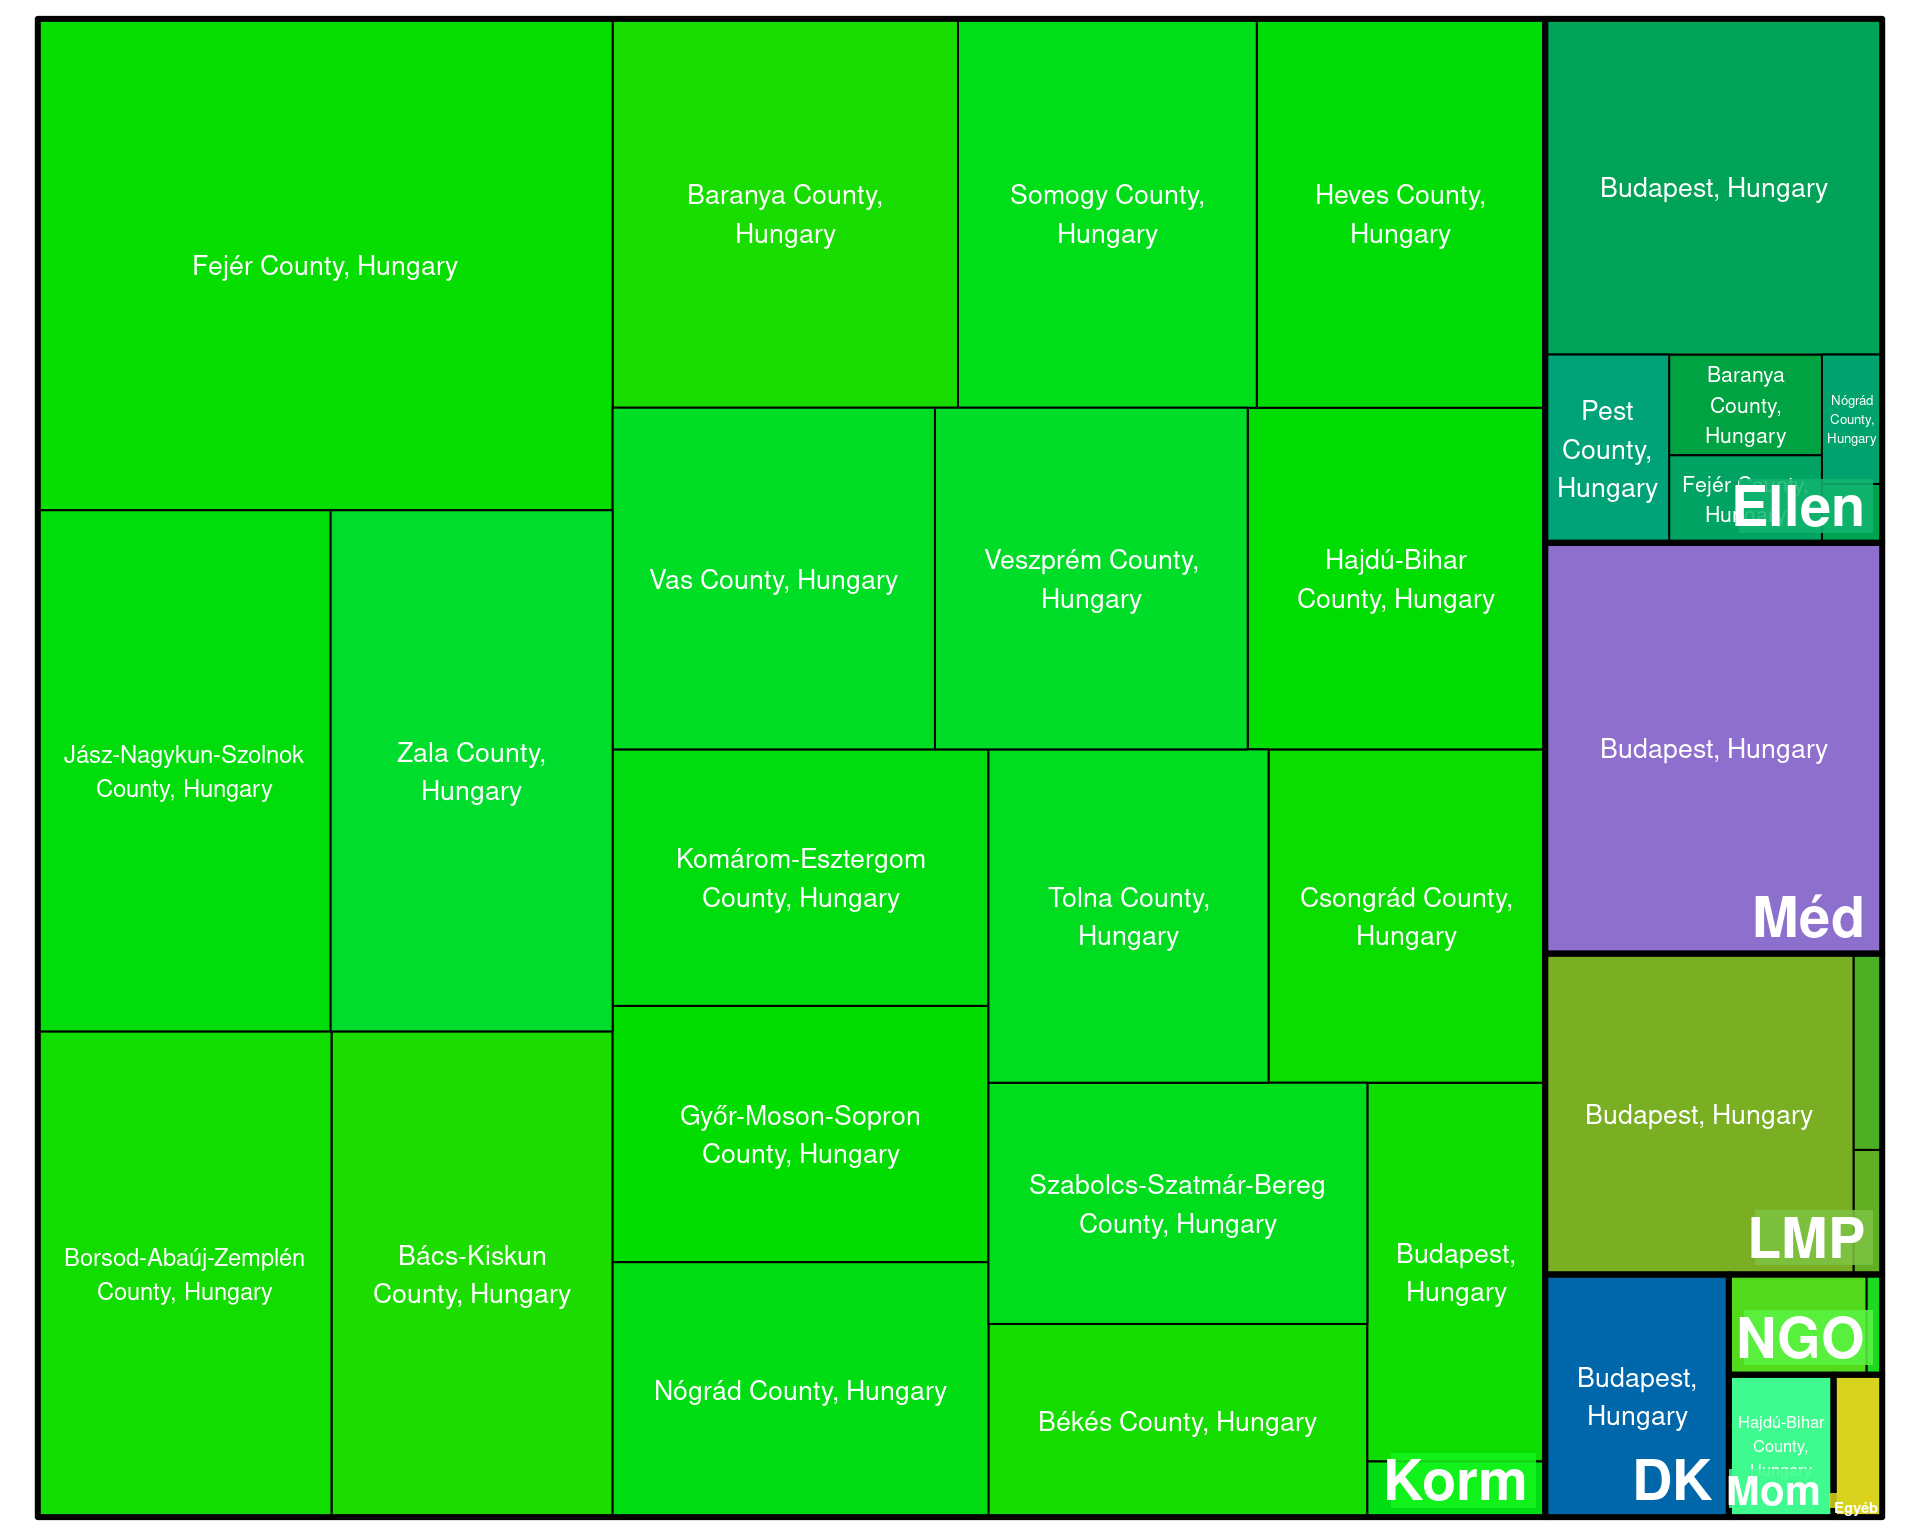 Fejér County, Hungary
Baranya County,
Hungary
Somogy County,
Hungary
Heves County,
Hungary
Budapest, Hungary
Pest
County,
Hungary
Baranya
County,
Hungary
Nógrád
County,
Hungary
Fejér County,
Hungary
Ellen
Jász-Nagykun-Szolnok
County, Hungary
Zala County,
Hungary
Vas County, Hungary
Veszprém County,
Hungary
Hajdú-Bihar
County, Hungary
Budapest, Hungary
Méd
Komárom-Esztergom
County, Hungary
Tolna County,
Hungary
Csongrád County,
Hungary
Budapest, Hungary
LMP
Borsod-Abaúj-Zemplén
County, Hungary
Bács-Kiskun
County, Hungary
Győr-Moson-Sopron
County, Hungary
Szabolcs-Szatmár-Bereg
County, Hungary
Budapest,
Hungary
Nógrád County, Hungary
Békés County, Hungary
Korm
Budapest,
Hungary
DK
NGO
Hajdú-Bihar
County,
Hungary
Mom
Egyéb